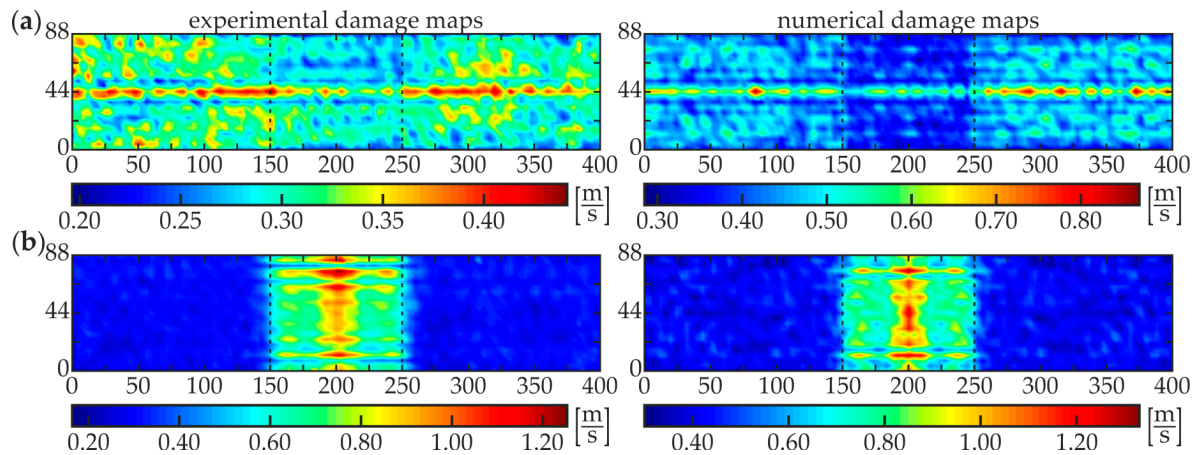 (a) experimental damage maps numerical damage maps
88 88
44 44
0 0
0 50 100 150 200 250 300 350 400 0 50 100 150 200 250 300 350 400
0.20 0.25 0.30 0.35 0.40 [m/s] 0.30 0.40 0.50 0.60 0.70 0.80 [m/s]
(b)
88 88
44 44
0 0
0 50 100 150 200 250 300 350 400 0 50 100 150 200 250 300 350 400
0.20 0.40 0.60 0.80 1.00 1.20 [m/s] 0.40 0.60 0.80 1.00 1.20 [m/s]